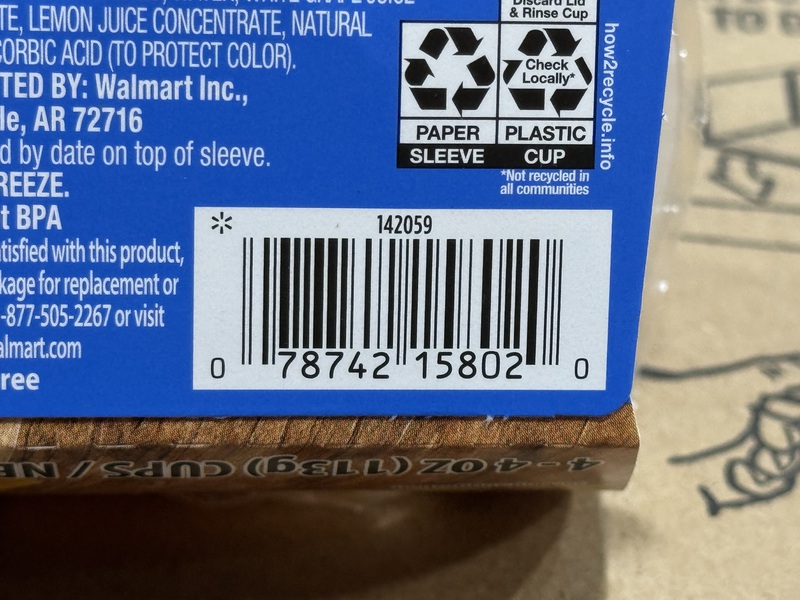 TE, LEMON JUICE CONCENTRATE, NATURAL
CORBIC ACID (TO PROTECT COLOR).
TED BY: Walmart Inc.,
le, AR 72716
d by date on top of sleeve.
REEZE.
t BPA
atisfied with this product,
kage for replacement or
-877-505-2267 or visit
almart.com
ree
Discard Lid
& Rinse Cup
Check
Locally*
PAPER
PLASTIC
SLEEVE
CUP
*Not recycled in
all communities
how2recycle.info
142059
0 78742 15802 0
4 - 4 OZ (113g) CUPS / NE
TO